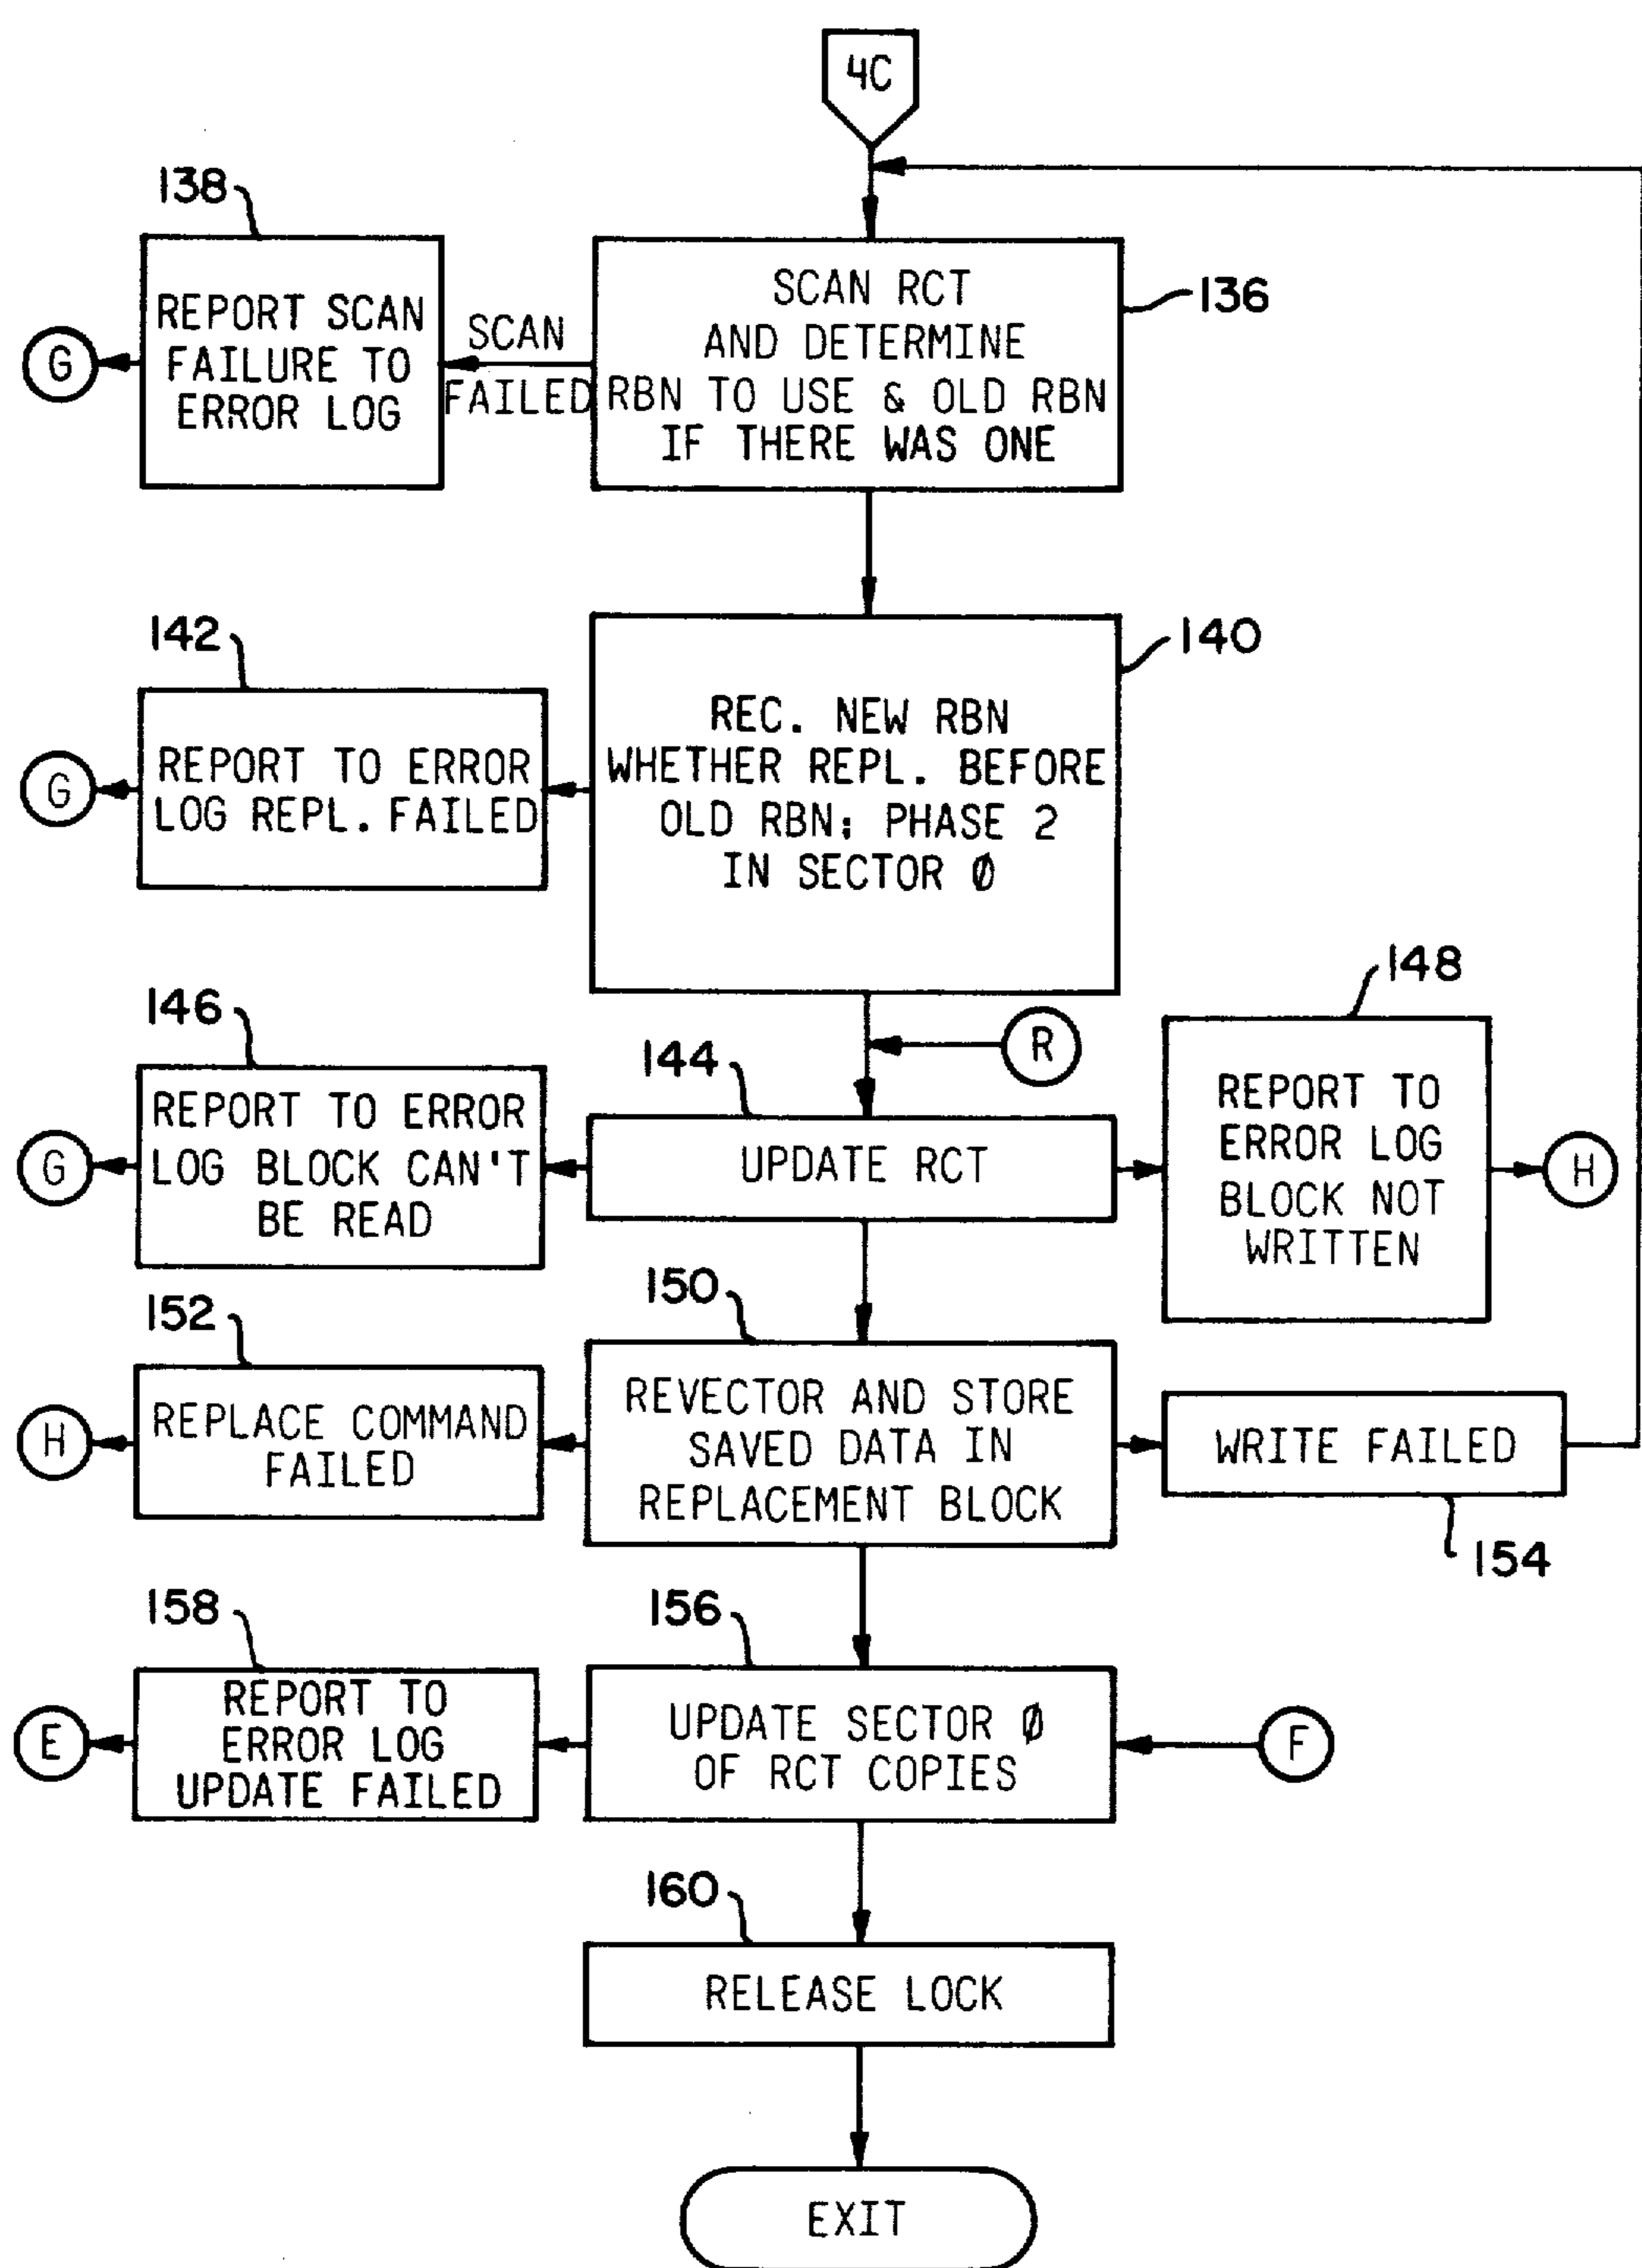 4C
138
REPORT SCAN
FAILURE TO
ERROR LOG
G
SCAN
FAILED
SCAN RCT
AND DETERMINE
RBN TO USE & OLD RBN
IF THERE WAS ONE
136
142
REPORT TO ERROR
LOG REPL. FAILED
G
REC. NEW RBN
WHETHER REPL. BEFORE
OLD RBN; PHASE 2
IN SECTOR Ø
140
R
146
REPORT TO ERROR
LOG BLOCK CAN'T
BE READ
G
144
UPDATE RCT
148
REPORT TO
ERROR LOG
BLOCK NOT
WRITTEN
H
152
REPLACE COMMAND
FAILED
H
150
REVECTOR AND STORE
SAVED DATA IN
REPLACEMENT BLOCK
WRITE FAILED
154
158
REPORT TO
ERROR LOG
UPDATE FAILED
E
156
UPDATE SECTOR Ø
OF RCT COPIES
F
160
RELEASE LOCK
EXIT